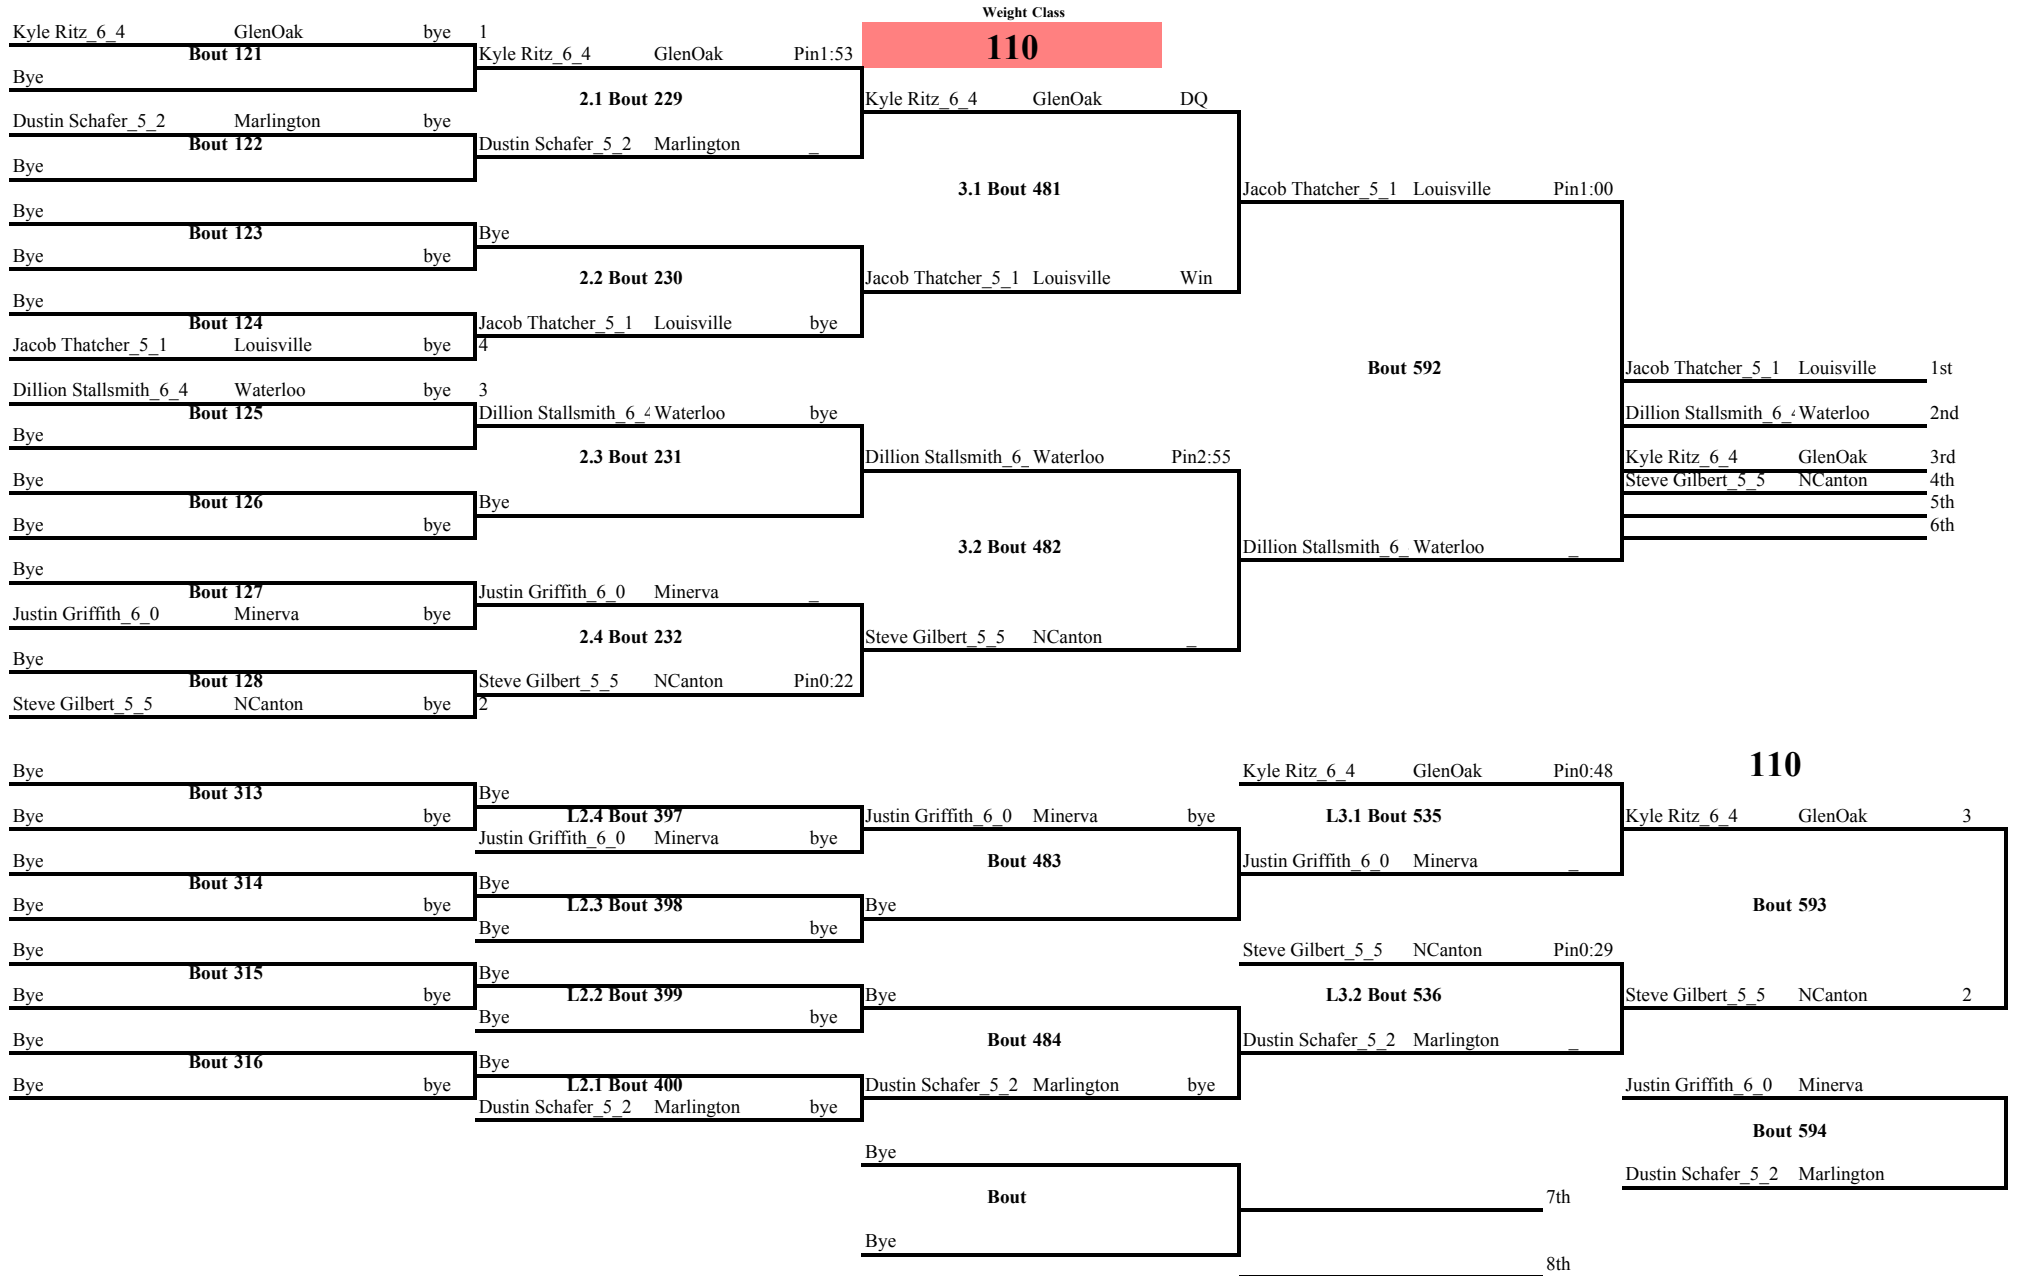 Weight Class
110
Kyle Ritz_6_4 GlenOak bye 1
Bout 121
Bye
Dustin Schafer_5_2 Marlington bye
Bout 122
Bye
Bye
Bout 123
Bye bye
Bye
Bout 124
Jacob Thatcher_5_1 Louisville bye 4
Dillion Stallsmith_6_4 Waterloo bye 3
Bout 125
Bye
Bye
Bout 126
Bye bye
Bye
Bout 127
Justin Griffith_6_0 Minerva bye
Bye
Bout 128
Steve Gilbert_5_5 NCanton bye 2
Kyle Ritz_6_4 GlenOak Pin1:53
2.1 Bout 229
Dustin Schafer_5_2 Marlington _
Bye
2.2 Bout 230
Jacob Thatcher_5_1 Louisville bye
Dillion Stallsmith_6_4 Waterloo bye
2.3 Bout 231
Bye
Justin Griffith_6_0 Minerva _
2.4 Bout 232
Steve Gilbert_5_5 NCanton Pin0:22
Kyle Ritz_6_4 GlenOak DQ
3.1 Bout 481
Jacob Thatcher_5_1 Louisville Win
Dillion Stallsmith_6_ Waterloo Pin2:55
3.2 Bout 482
Steve Gilbert_5_5 NCanton _
Jacob Thatcher_5_1 Louisville Pin1:00
Bout 592
Dillion Stallsmith_6_ Waterloo _
Jacob Thatcher_5_1 Louisville 1st
Dillion Stallsmith_6_4 Waterloo 2nd
Kyle Ritz_6_4 GlenOak 3rd
Steve Gilbert_5_5 NCanton 4th
5th
6th
Bye
Bout 313
Bye bye
Bye
Bout 314
Bye bye
Bye
Bout 315
Bye bye
Bye
Bout 316
Bye bye
Bye
L2.4 Bout 397
Justin Griffith_6_0 Minerva bye
Bye
L2.3 Bout 398
Bye bye
Bye
L2.2 Bout 399
Bye bye
Bye
L2.1 Bout 400
Dustin Schafer_5_2 Marlington bye
Justin Griffith_6_0 Minerva bye
Bout 483
Bye
Bye
Bout 484
Dustin Schafer_5_2 Marlington bye
Bye
Bout
Bye
7th
8th
Kyle Ritz_6_4 GlenOak Pin0:48
L3.1 Bout 535
Justin Griffith_6_0 Minerva _
Steve Gilbert_5_5 NCanton Pin0:29
L3.2 Bout 536
Dustin Schafer_5_2 Marlington _
110
Kyle Ritz_6_4 GlenOak 3
Bout 593
Steve Gilbert_5_5 NCanton 2
Justin Griffith_6_0 Minerva
Bout 594
Dustin Schafer_5_2 Marlington